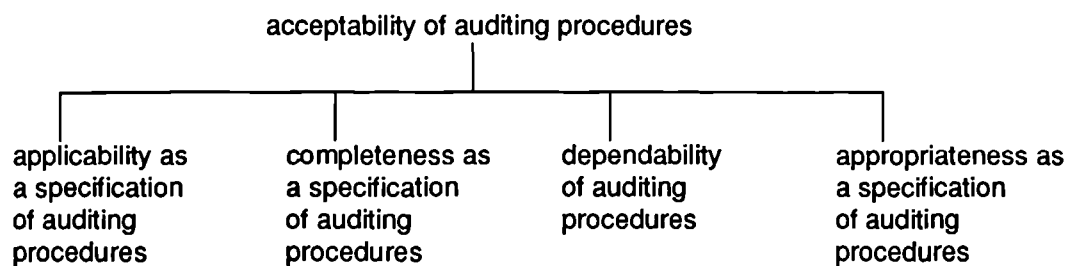 acceptability of auditing procedures
applicability as
a specification
of auditing
procedures
completeness as
a specification
of auditing
procedures
dependability
of auditing
procedures
appropriateness as
a specification
of auditing
procedures